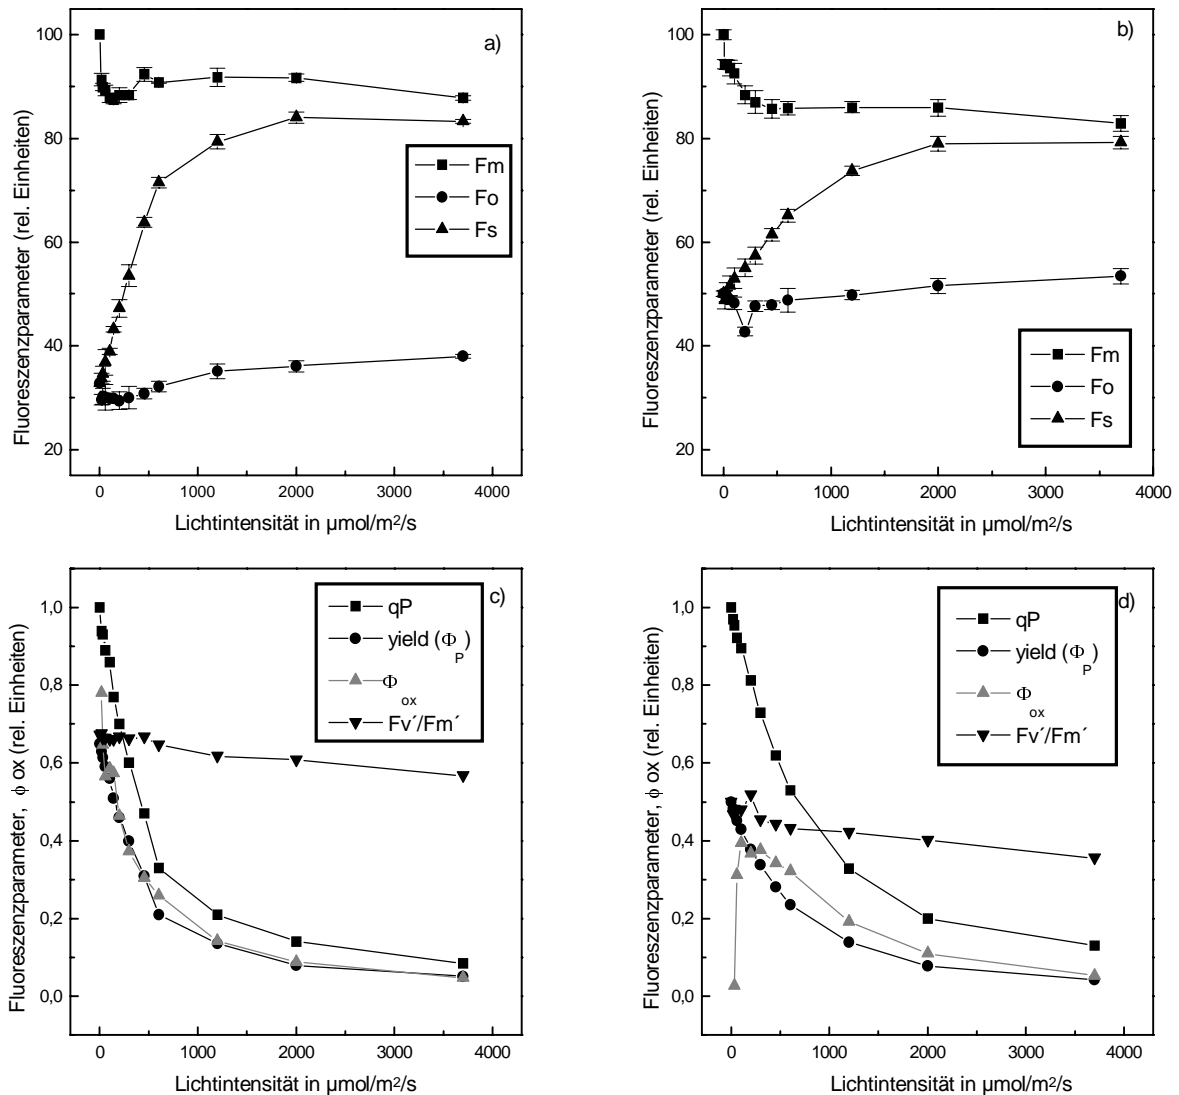 a)
100
80
60
40
20
Fluoreszenzparameter (rel. Einheiten)
Fm
Fo
Fs
0 1000 2000 3000 4000
Lichtintensität in µmol/m²/s
b)
100
80
60
40
20
Fluoreszenzparameter (rel. Einheiten)
Fm
Fo
Fs
0 1000 2000 3000 4000
Lichtintensität in µmol/m²/s
c)
1,0
0,8
0,6
0,4
0,2
0,0
Fluoreszenzparameter, ϕ ox (rel. Einheiten)
qP
yield (Φ_P)
Φ_ox
Fv´/Fm´
0 1000 2000 3000 4000
Lichtintensität in µmol/m²/s
d)
1,0
0,8
0,6
0,4
0,2
0,0
Fluoreszenzparameter, ϕ ox (rel. Einheiten)
qP
yield (Φ_P)
Φ_ox
Fv´/Fm´
0 1000 2000 3000 4000
Lichtintensität in µmol/m²/s